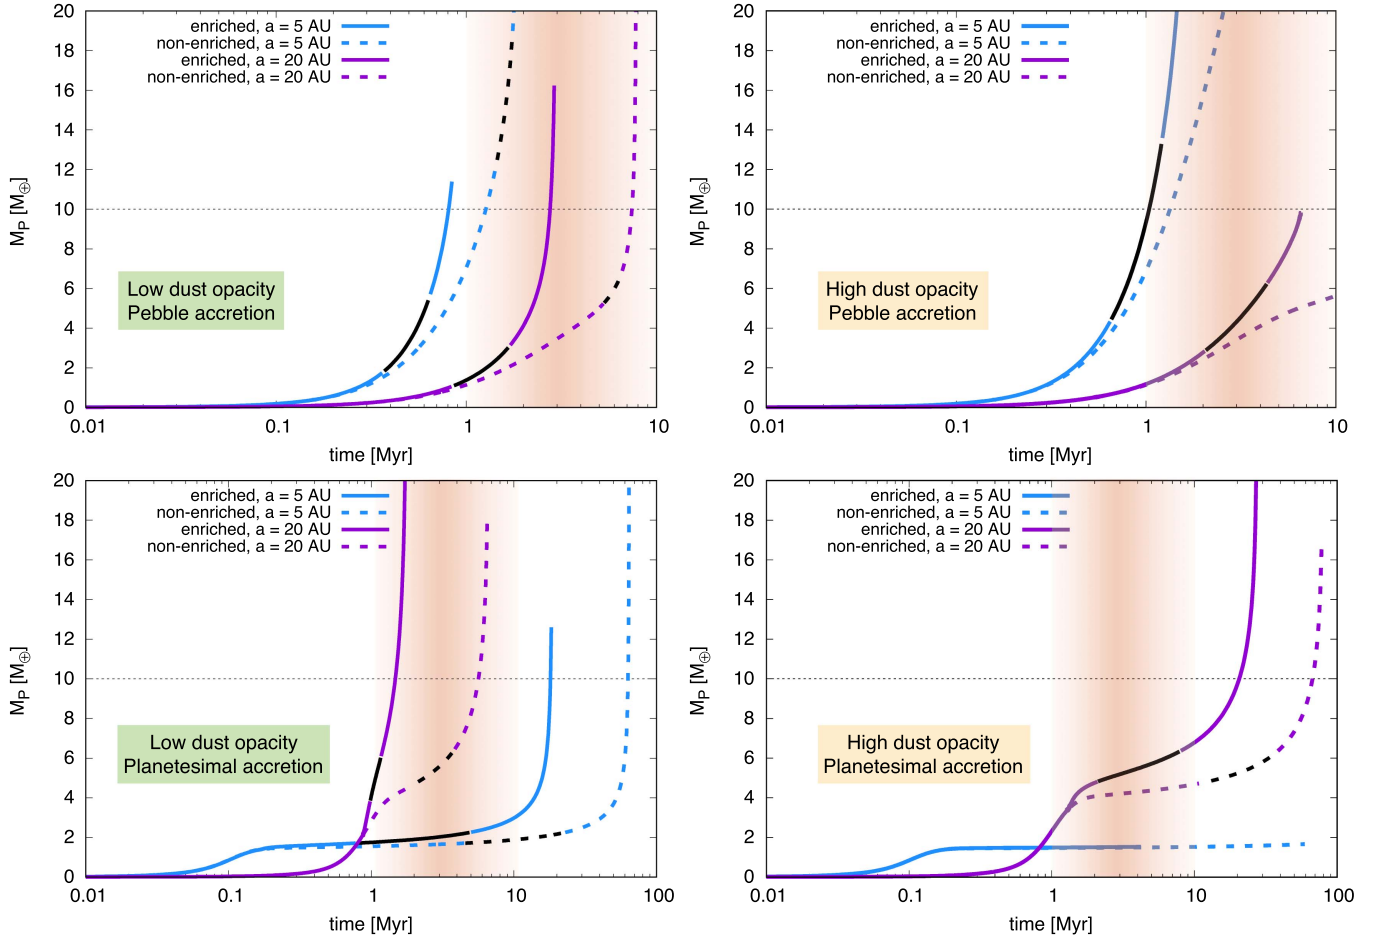 enriched, a = 5 AU
non-enriched, a = 5 AU
enriched, a = 20 AU
non-enriched, a = 20 AU
20
18
16
14
12
10
8
6
4
2
0
M_P [M_⊕]
Low dust opacity
Pebble accretion
0.01
0.1
1
10
time [Myr]
enriched, a = 5 AU
non-enriched, a = 5 AU
enriched, a = 20 AU
non-enriched, a = 20 AU
20
18
16
14
12
10
8
6
4
2
0
M_P [M_⊕]
High dust opacity
Pebble accretion
0.01
0.1
1
10
time [Myr]
enriched, a = 5 AU
non-enriched, a = 5 AU
enriched, a = 20 AU
non-enriched, a = 20 AU
20
18
16
14
12
10
8
6
4
2
0
M_P [M_⊕]
Low dust opacity
Planetesimal accretion
0.01
0.1
1
10
100
time [Myr]
enriched, a = 5 AU
non-enriched, a = 5 AU
enriched, a = 20 AU
non-enriched, a = 20 AU
20
18
16
14
12
10
8
6
4
2
0
M_P [M_⊕]
High dust opacity
Planetesimal accretion
0.01
0.1
1
10
100
time [Myr]